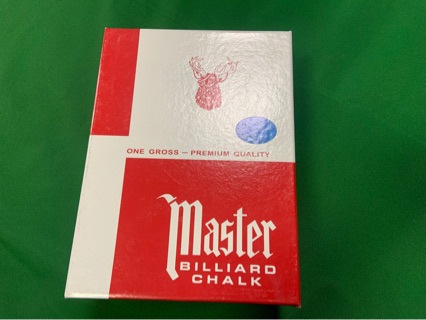 ONE GROSS – PREMIUM QUALITY
Master
BILLIARD
CHALK